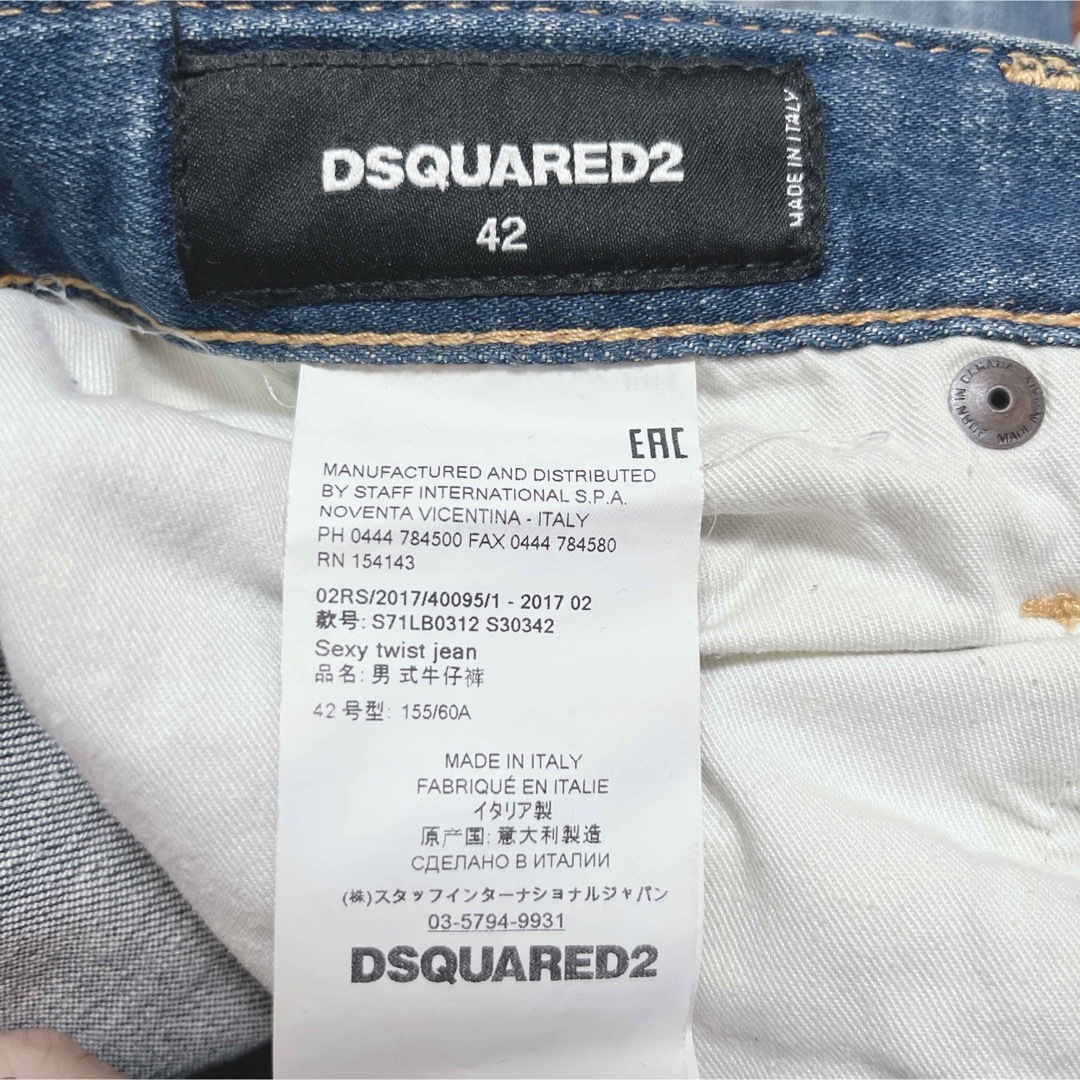 DSQUARED2
42
MADE IN ITALY
EAC
MANUFACTURED AND DISTRIBUTED
BY STAFF INTERNATIONAL S.P.A.
NOVENTA VICENTINA - ITALY
PH 0444 784500 FAX 0444 784580
RN 154143
02RS/2017/40095/1 - 2017 02
款号: S71LB0312 S30342
Sexy twist jean
品名: 男 式牛仔裤
42 号型: 155/60A
MADE IN ITALY
FABRIQUÉ EN ITALIE
イタリア製
原产国: 意大利製造
СДЕЛАНО В ИТАЛИИ
(株)スタッフインターナショナルジャパン
03-5794-9931
DSQUARED2